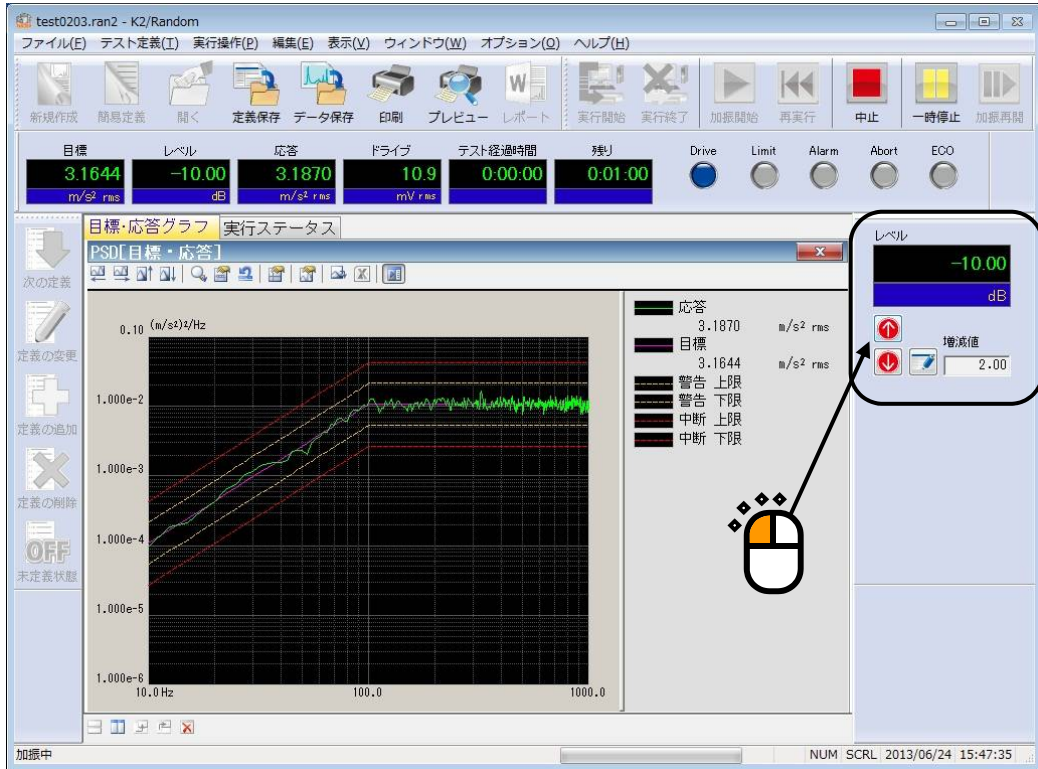 test0203.ran2 - K2/Random
ファイル(F) テスト定義(T) 実行操作(P) 編集(E) 表示(V) ウィンドウ(W) オプション(O) ヘルプ(H)
新規作成 簡易定義 開く 定義保存 データ保存 印刷 プレビュー レポート 実行開始 実行終了 加振開始 再実行 中止 一時停止 加振再開
目標 レベル 応答 ドライブ テスト経過時間 残り Drive Limit Alarm Abort ECO
3.1644 -10.00 3.1870 10.9 0:00:00 0:01:00
m/s² rms dB m/s² rms mV rms
目標・応答グラフ 実行ステータス
PSD[目標・応答]
次の定義
定義の変更
定義の追加
定義の削除
OFF
未定義状態
0.10 (m/s²)²/Hz
1.000e-2
1.000e-3
1.000e-4
1.000e-5
1.000e-6
10.0 Hz 100.0 1000.0
応答
3.1870 m/s² rms
目標
3.1644 m/s² rms
警告 上限
警告 下限
中断 上限
中断 下限
レベル
-10.00
dB
増減値
2.00
加振中 NUM SCRL 2013/06/24 15:47:35